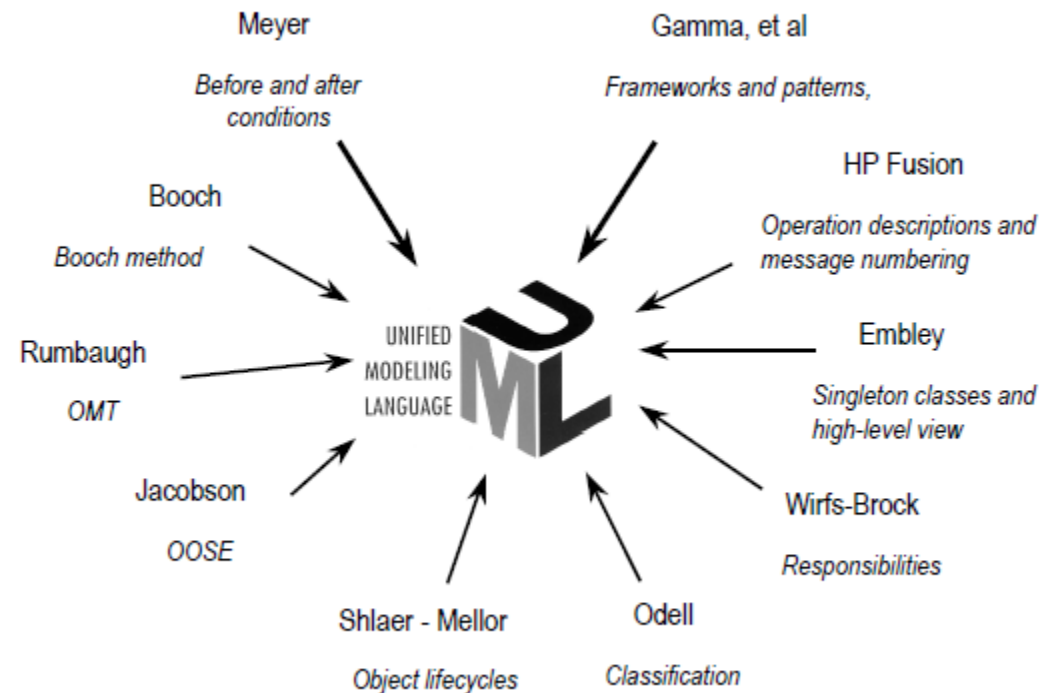 Meyer
Before and after
conditions
Gamma, et al
Frameworks and patterns,
HP Fusion
Operation descriptions and
message numbering
Booch
Booch method
Embley
Singleton classes and
high-level view
Rumbaugh
OMT
UNIFIED
MODELING
LANGUAGE
U
ML
Jacobson
OOSE
Wirfs-Brock
Responsibilities
Shlaer - Mellor
Object lifecycles
Odell
Classification